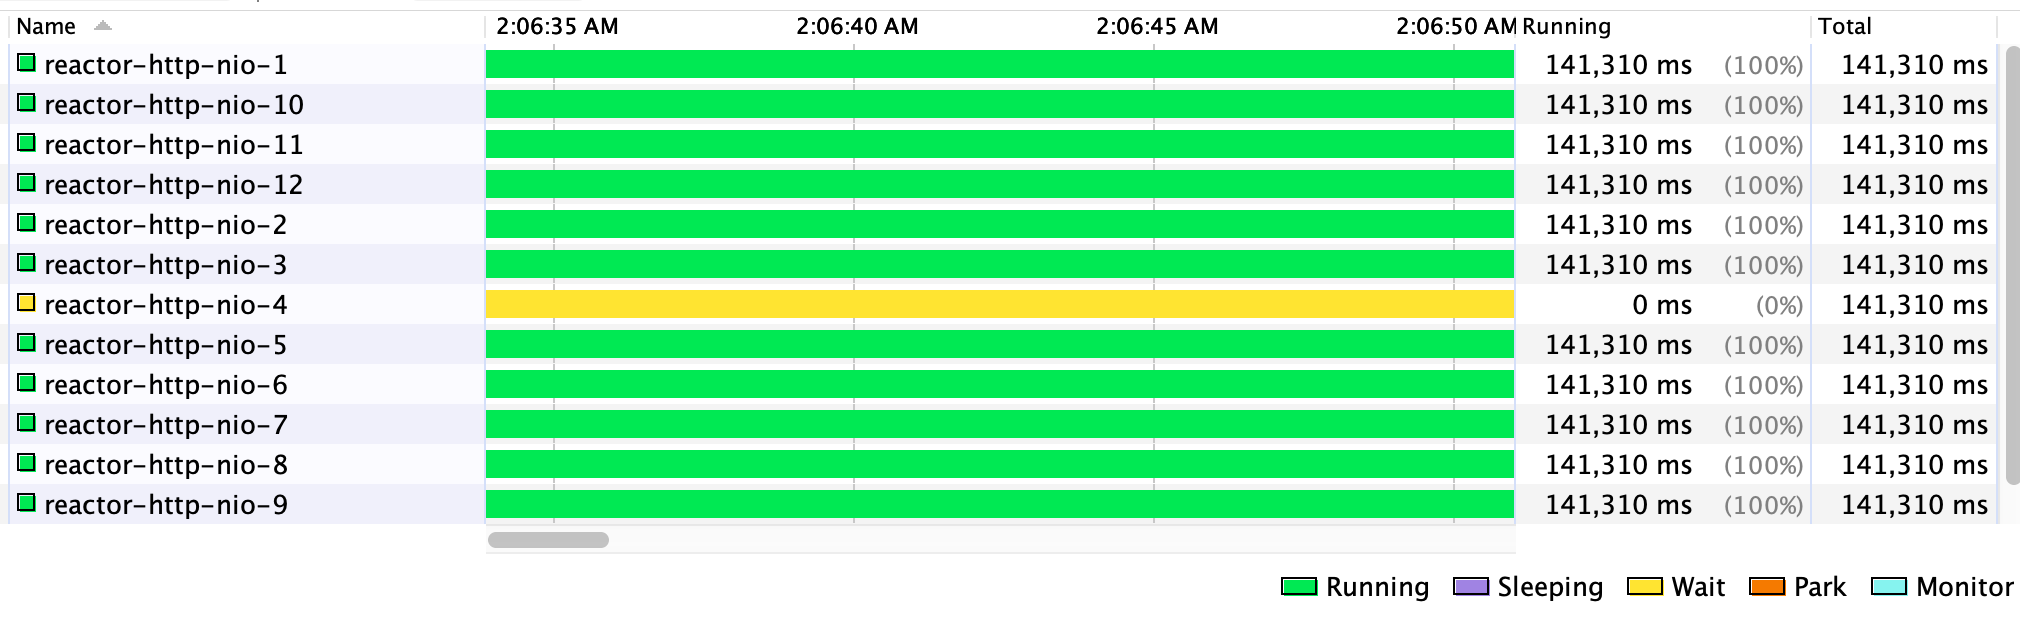 Name 2:06:35 AM 2:06:40 AM 2:06:45 AM 2:06:50 AM Running Total
reactor-http-nio-1 141,310 ms (100%) 141,310 ms
reactor-http-nio-10 141,310 ms (100%) 141,310 ms
reactor-http-nio-11 141,310 ms (100%) 141,310 ms
reactor-http-nio-12 141,310 ms (100%) 141,310 ms
reactor-http-nio-2 141,310 ms (100%) 141,310 ms
reactor-http-nio-3 141,310 ms (100%) 141,310 ms
reactor-http-nio-4 0 ms (0%) 141,310 ms
reactor-http-nio-5 141,310 ms (100%) 141,310 ms
reactor-http-nio-6 141,310 ms (100%) 141,310 ms
reactor-http-nio-7 141,310 ms (100%) 141,310 ms
reactor-http-nio-8 141,310 ms (100%) 141,310 ms
reactor-http-nio-9 141,310 ms (100%) 141,310 ms
Running Sleeping Wait Park Monitor